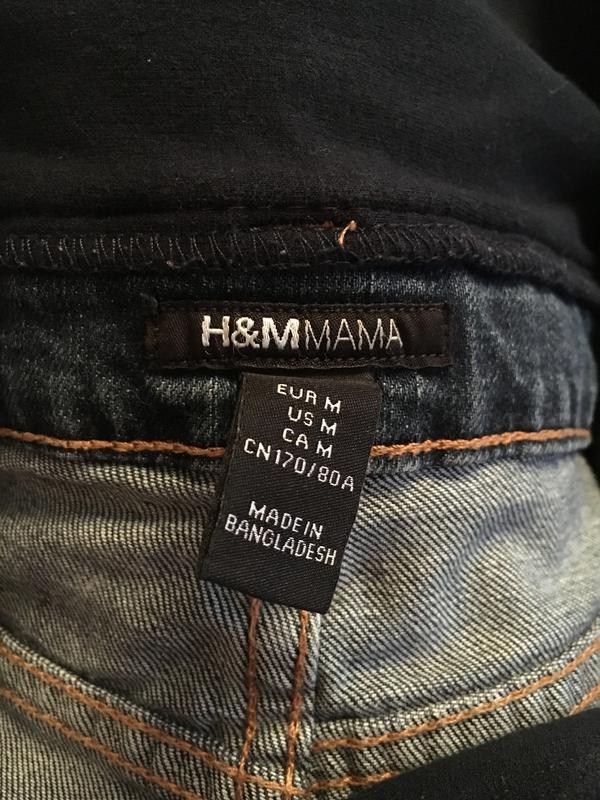 H&MMAMA
EUR M
US M
CA M
CN170/80A
MADE IN
BANGLADESH